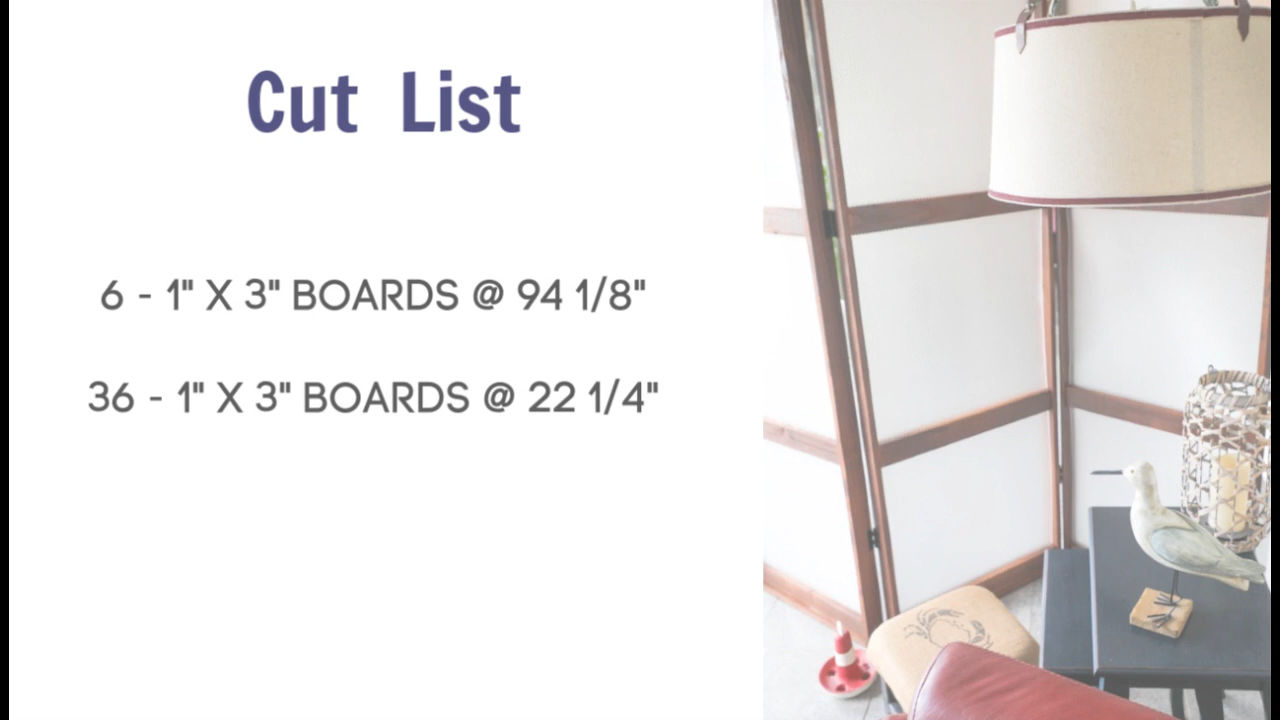 Cut List
6 - 1" X 3" BOARDS @ 94 1/8"
36 - 1" X 3" BOARDS @ 22 1/4"